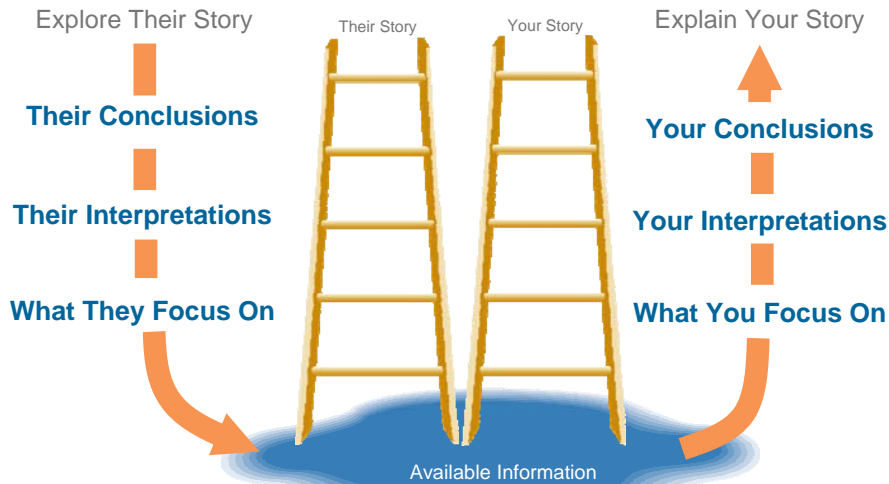 Explore Their Story
Their Story
Your Story
Explain Your Story
Their Conclusions
Your Conclusions
Their Interpretations
Your Interpretations
What They Focus On
What You Focus On
Available Information